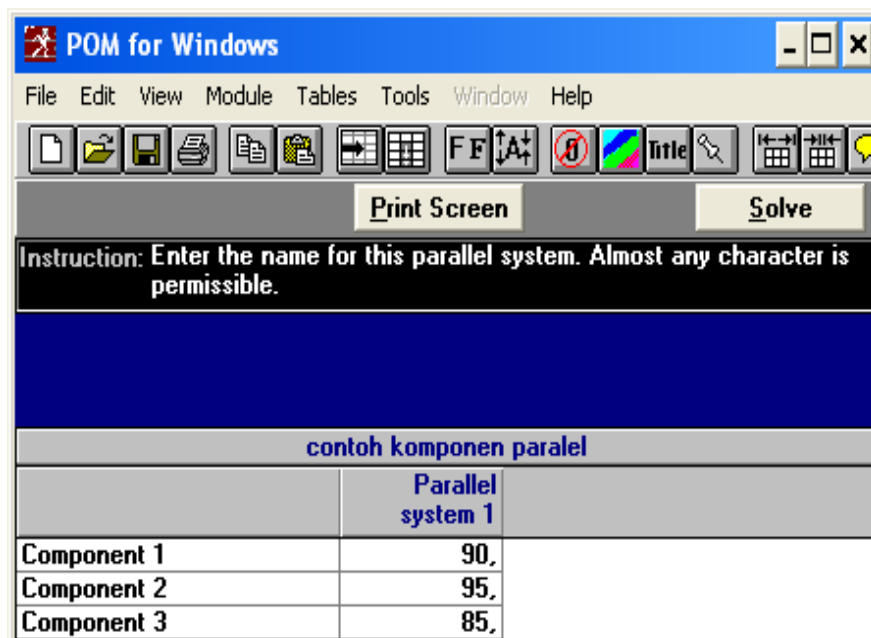 POM for Windows
File Edit View Module Tables Tools Window Help
FF A Title
Print Screen Solve
Instruction: Enter the name for this parallel system. Almost any character is
permissible.
contoh komponen paralel
Parallel
system 1
Component 1 90,
Component 2 95,
Component 3 85,